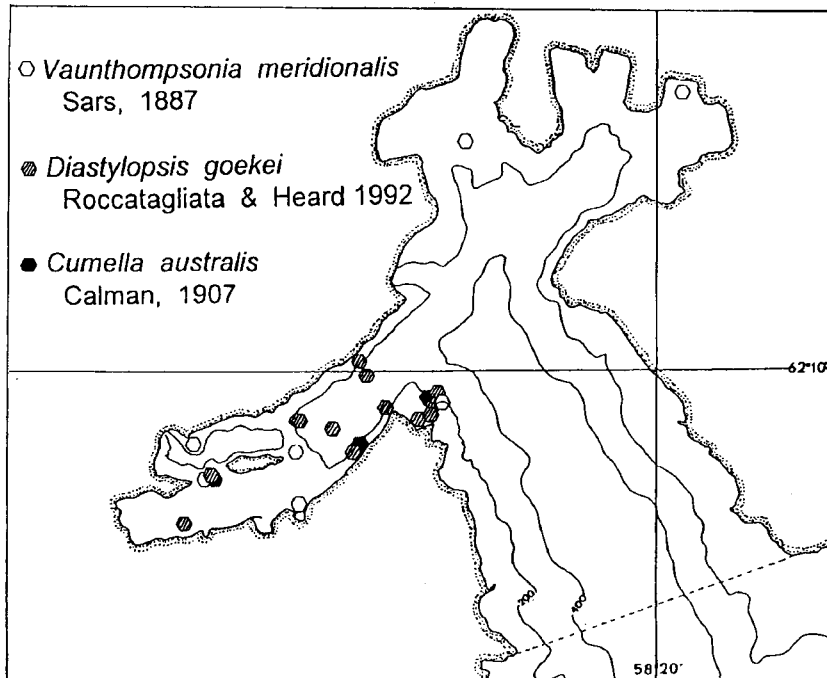 Vaunthompsonia meridionalis
Sars, 1887
Diastylopsis goekei
Roccatagliata & Heard 1992
Cumella australis
Calman, 1907
62°10'
200
400
58°20'